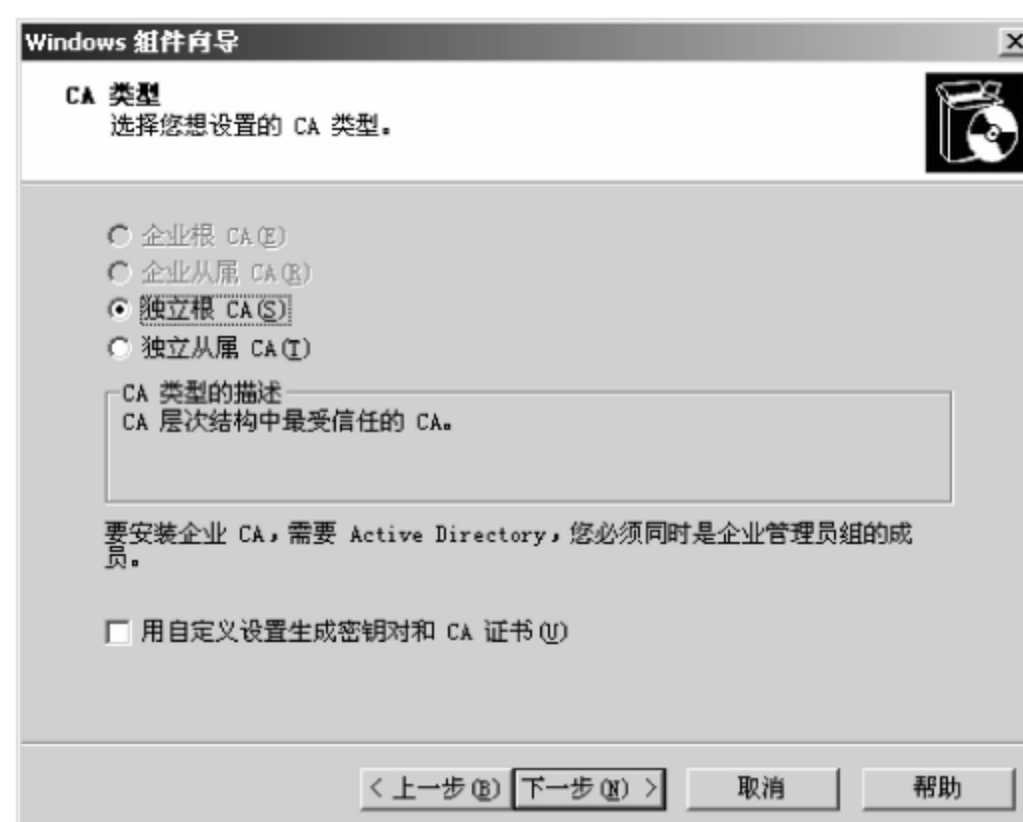 Windows 组件向导
CA 类型
选择您想设置的 CA 类型。
企业根 CA(E)
企业从属 CA(R)
独立根 CA(S)
独立从属 CA(T)
CA 类型的描述
CA 层次结构中最受信任的 CA。
要安装企业 CA,需要 Active Directory,您必须同时是企业管理员组的成
员。
用自定义设置生成密钥对和 CA 证书(U)
< 上一步(B) 下一步(N) > 取消 帮助